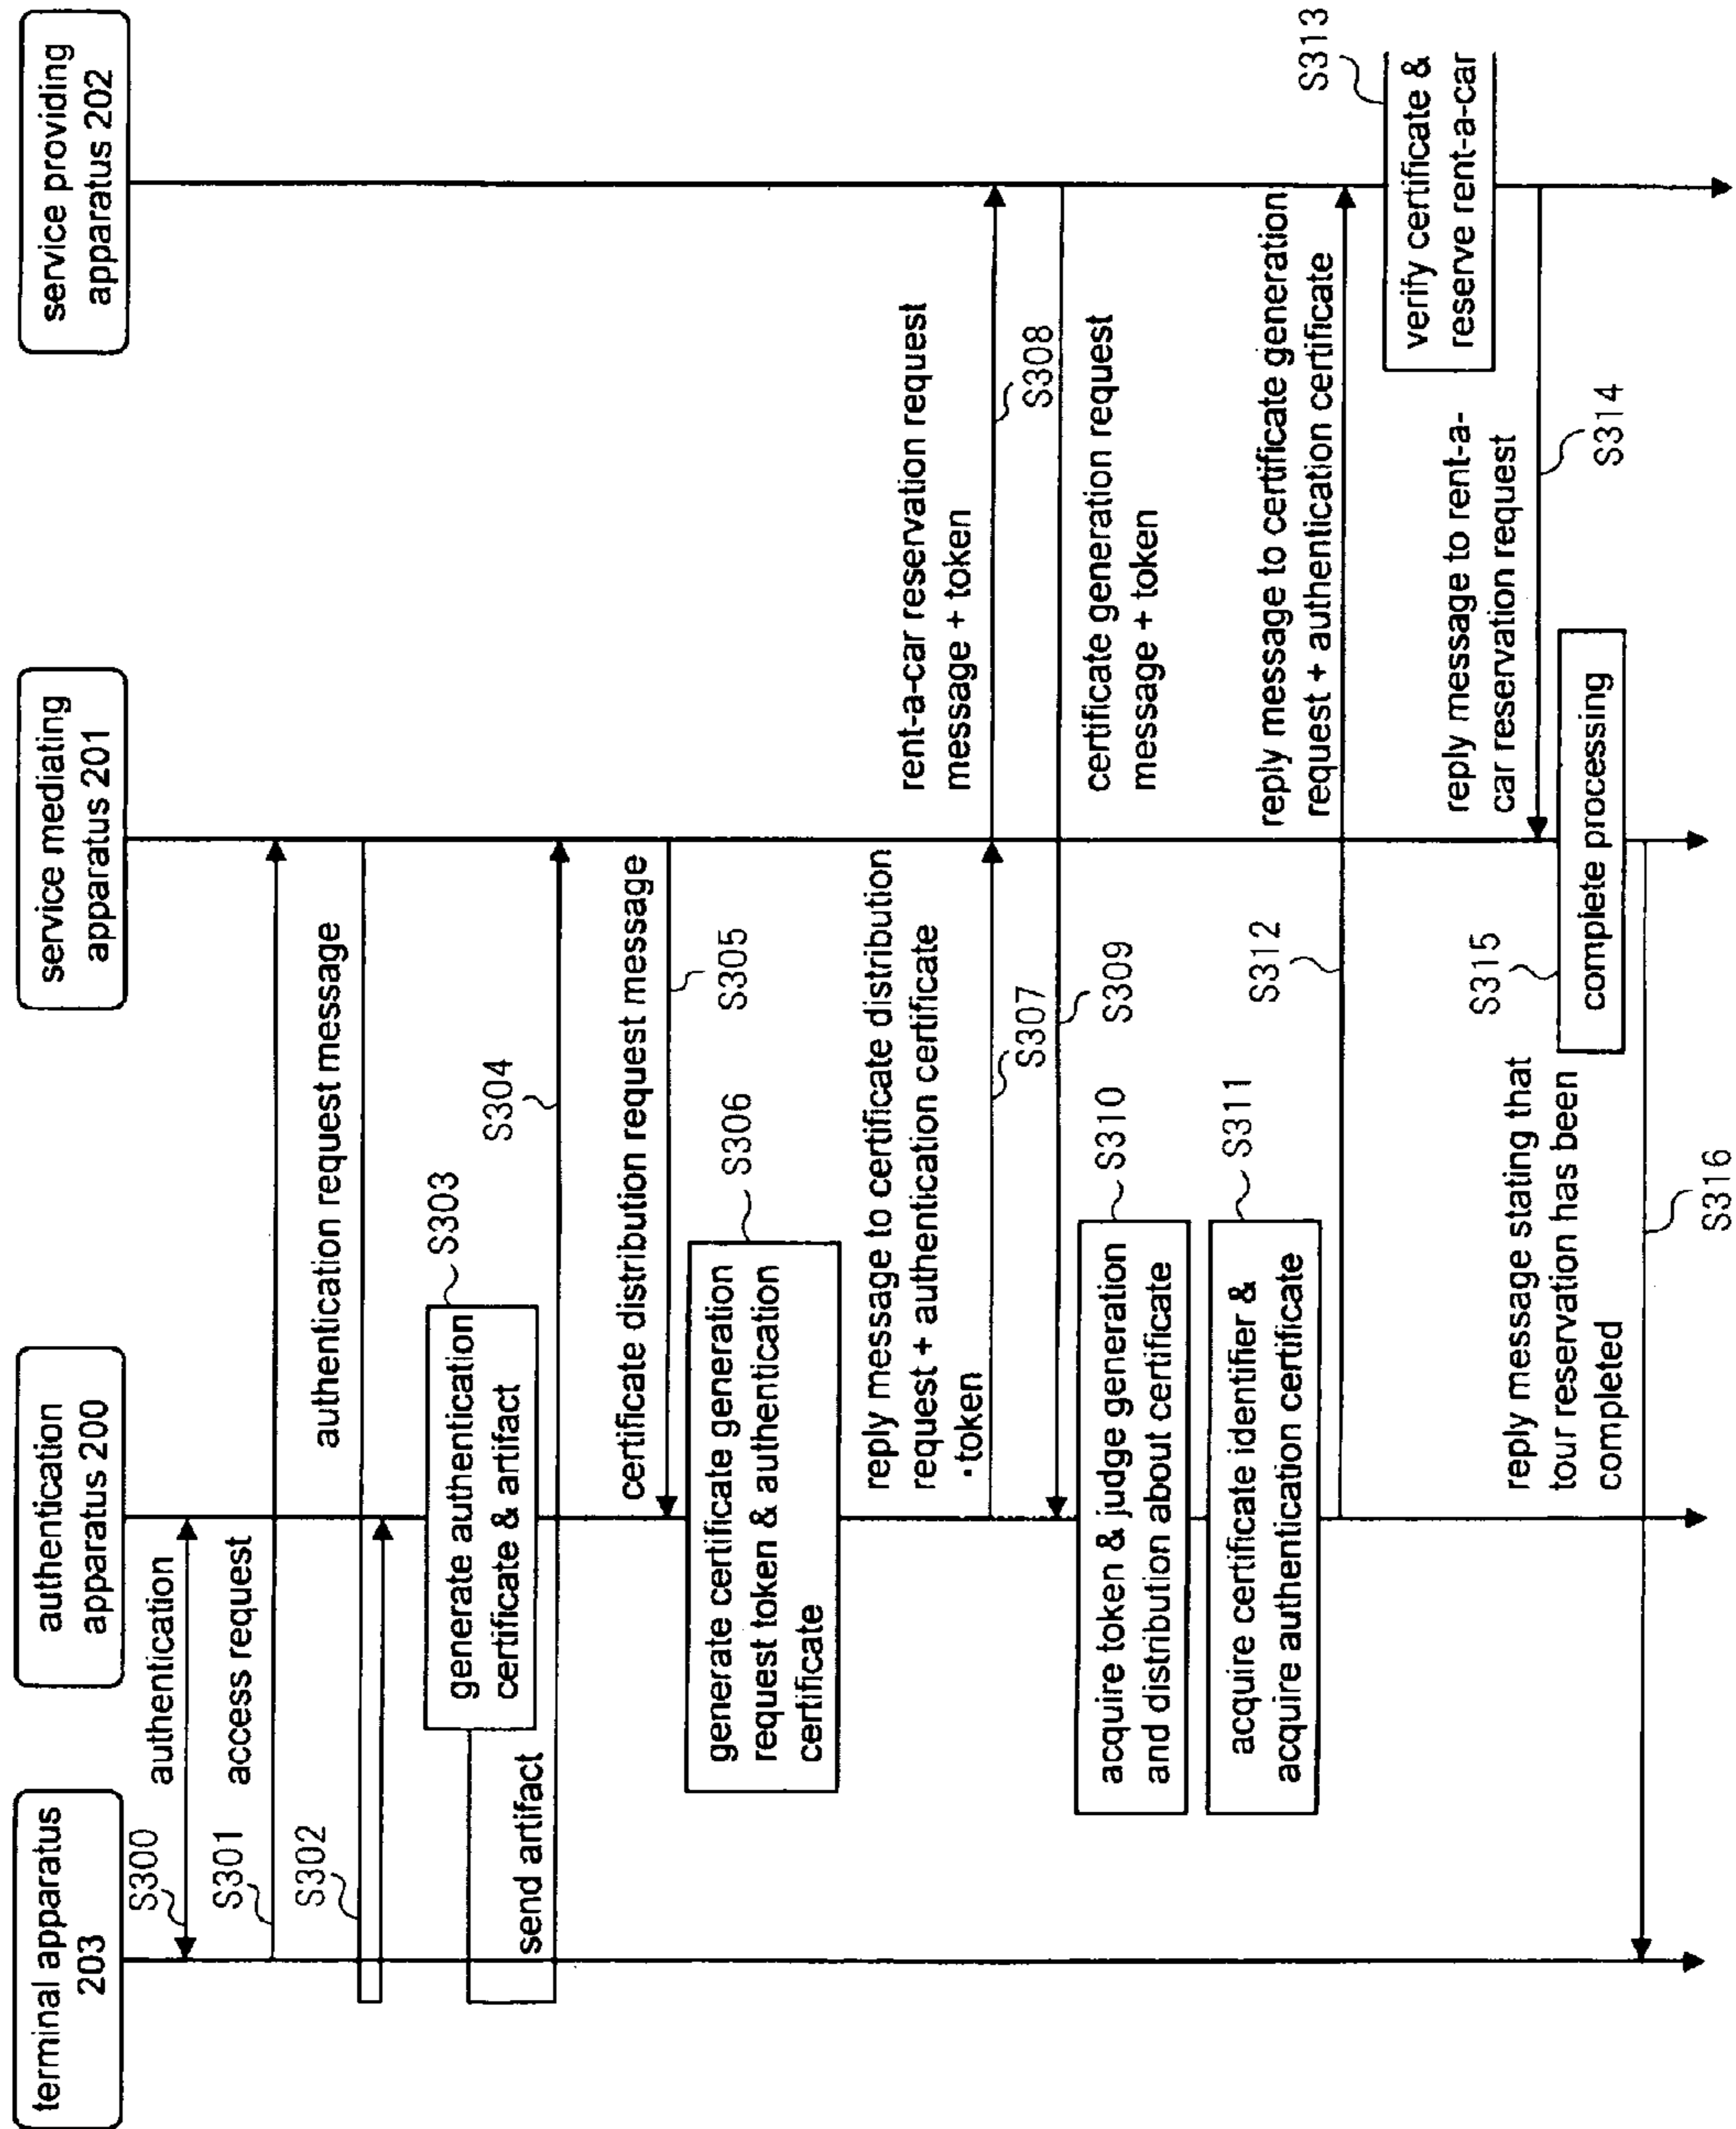 terminal apparatus
203
authentication
apparatus 200
service mediating
apparatus 201
service providing
apparatus 202
S300
authentication
S301
access request
S302
authentication request message
generate authentication
certificate & artifact
S303
send artifact
S304
certificate distribution request message
S305
generate certificate generation
request token & authentication
certificate
S306
reply message to certificate distribution
request + authentication certificate
・token
S307
rent-a-car reservation request
message + token
S308
certificate generation request
message + token
S309
acquire token & judge generation
and distribution about certificate
S310
acquire certificate identifier &
acquire authentication certificate
S311
reply message to certificate generation
request + authentication certificate
S312
verify certificate &
reserve rent-a-car
S313
reply message to rent-a-
car reservation request
S314
complete processing
S315
reply message stating that
tour reservation has been
completed
S316